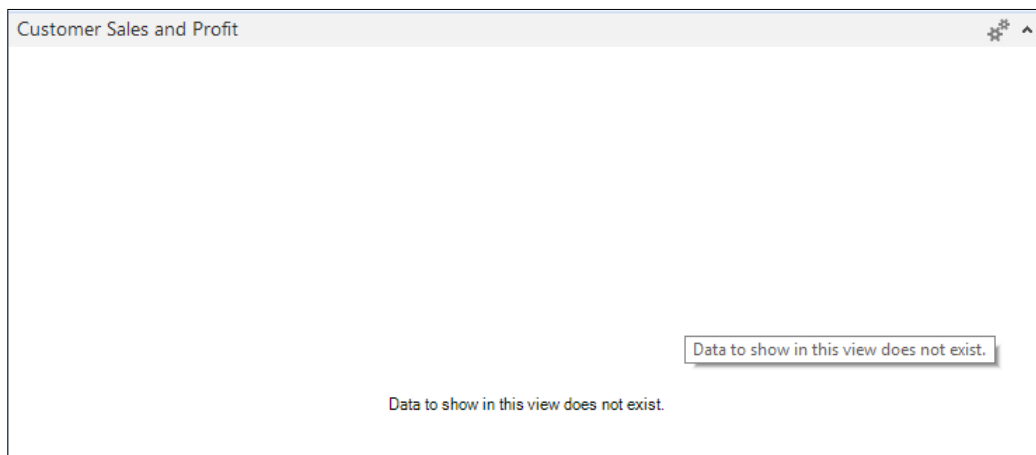 Customer Sales and Profit
Data to show in this view does not exist.
Data to show in this view does not exist.